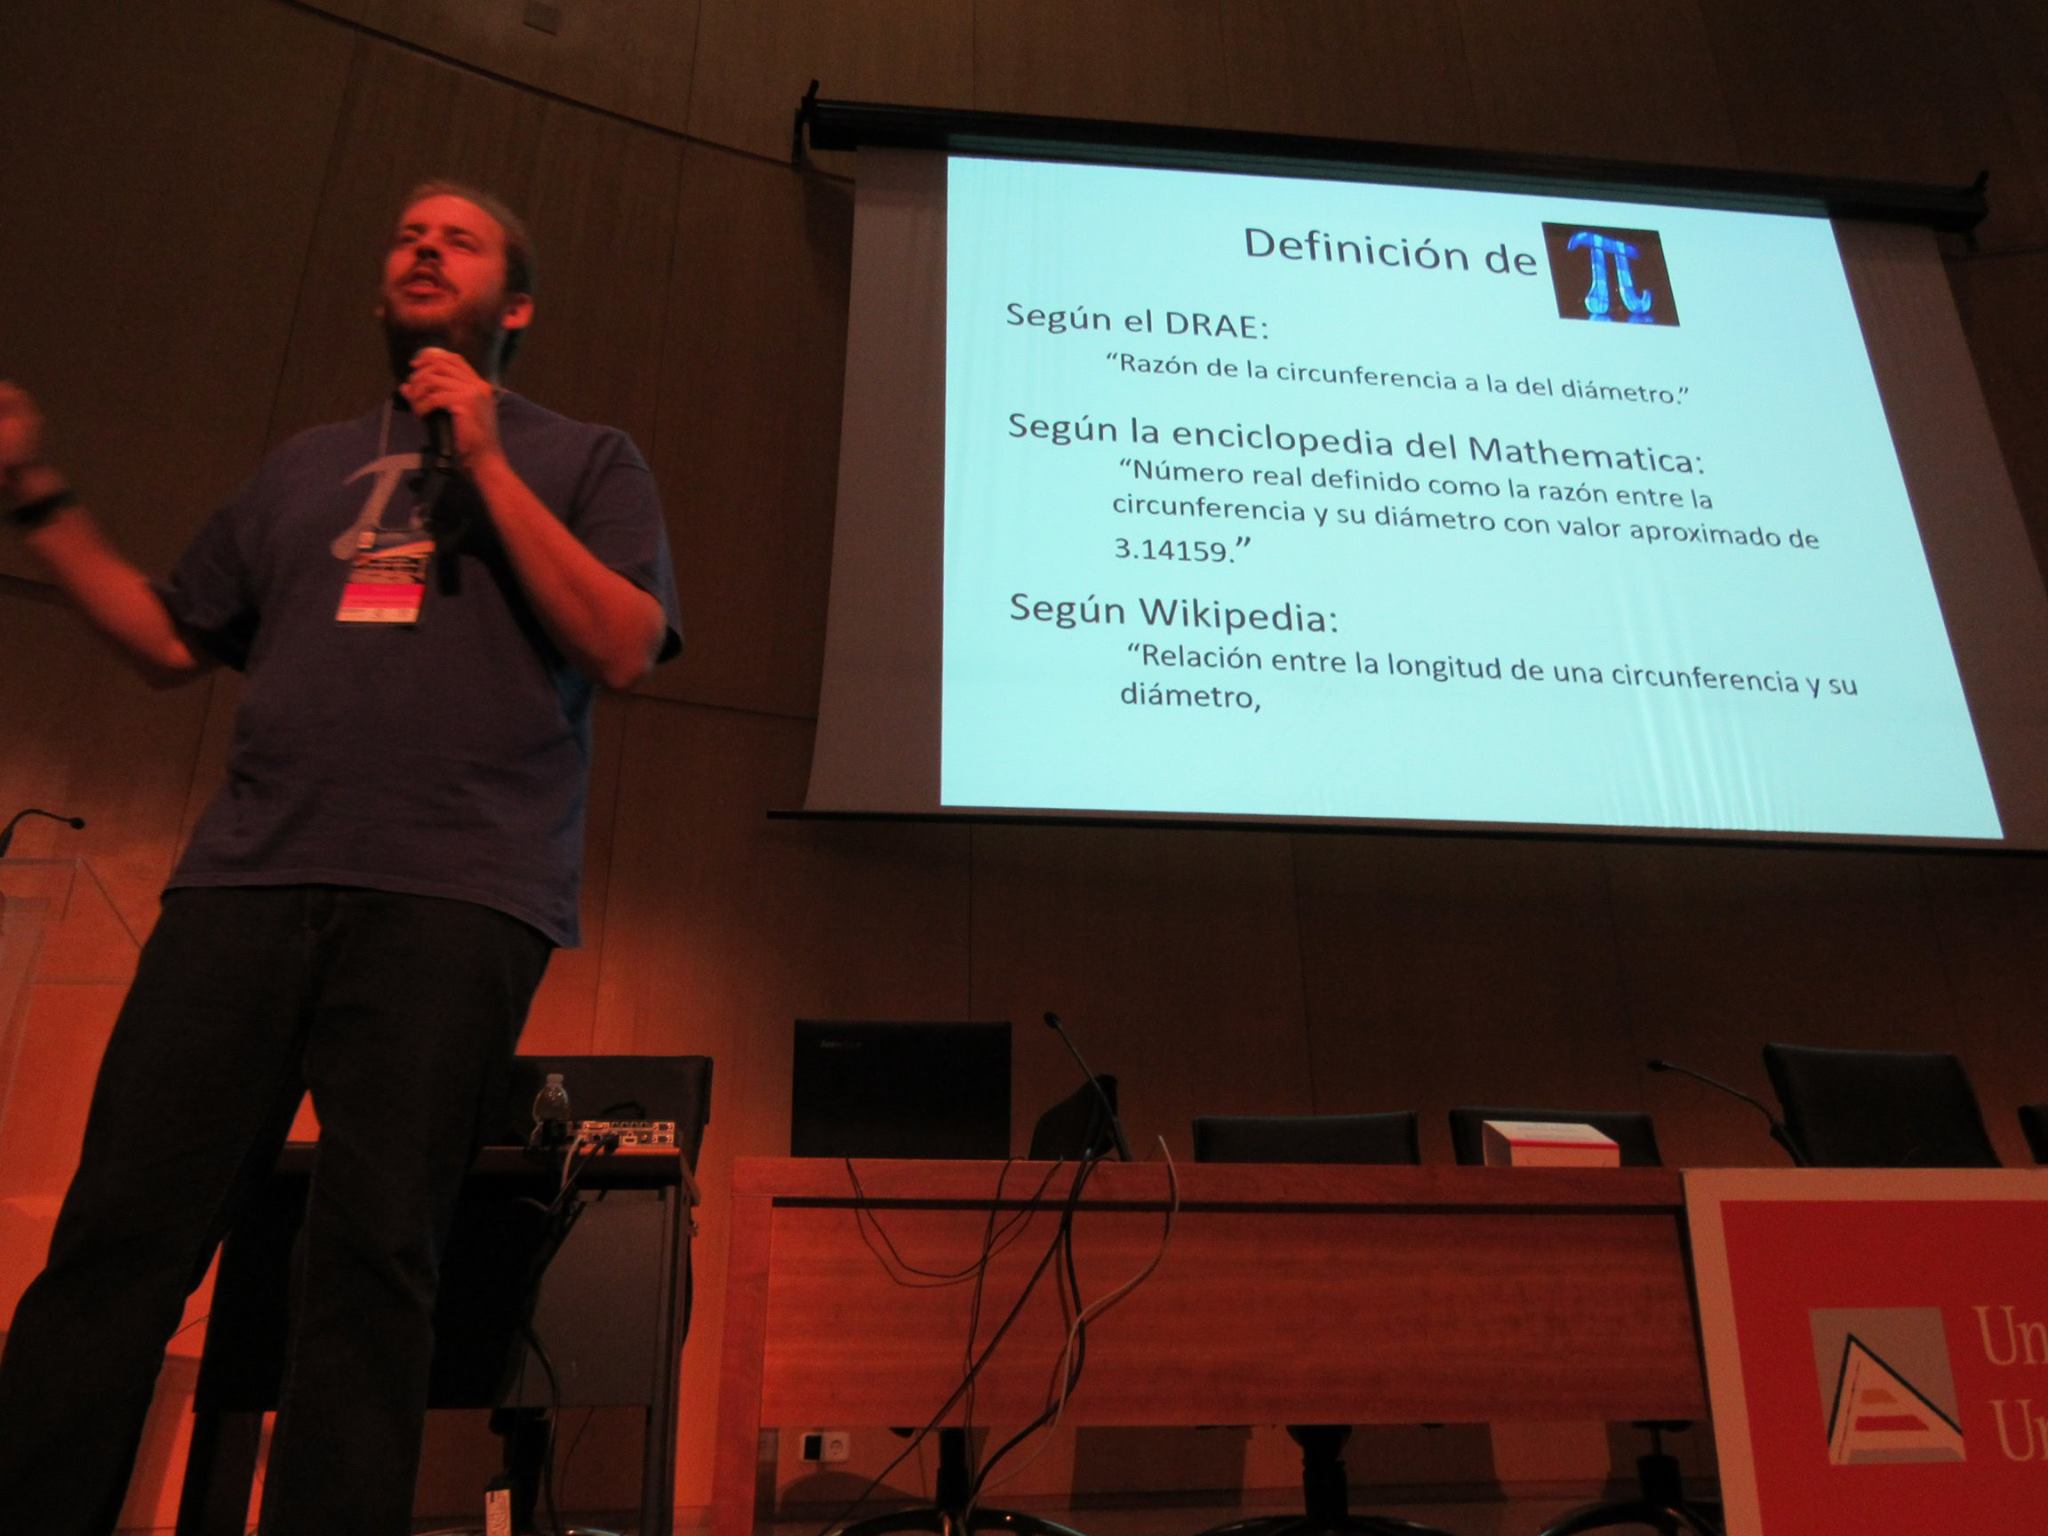 Definición de π
Según el DRAE:
“Razón de la circunferencia a la del diámetro.”
Según la enciclopedia del Mathematica:
“Número real definido como la razón entre la
circunferencia y su diámetro con valor aproximado de
3.14159.”
Según Wikipedia:
“Relación entre la longitud de una circunferencia y su
diámetro,
π
Un
Un